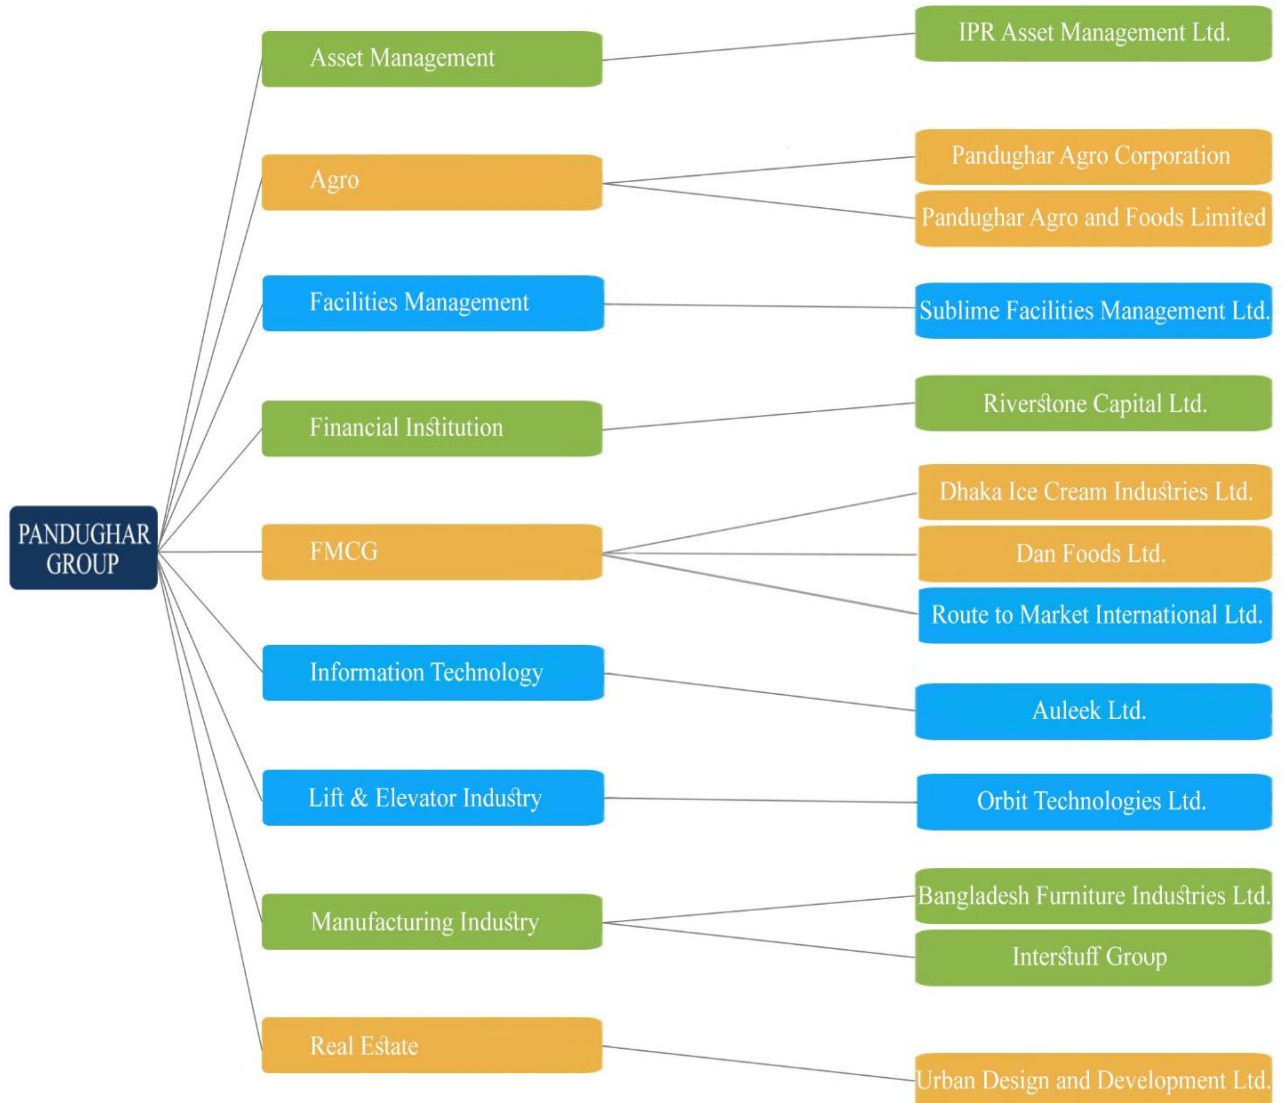 PANDUGHAR
GROUP
Asset Management
IPR Asset Management Ltd.
Agro
Pandughar Agro Corporation
Pandughar Agro and Foods Limited
Facilities Management
Sublime Facilities Management Ltd.
Financial Institution
Riverstone Capital Ltd.
FMCG
Dhaka Ice Cream Industries Ltd.
Dan Foods Ltd.
Route to Market International Ltd.
Information Technology
Auleek Ltd.
Lift & Elevator Industry
Orbit Technologies Ltd.
Manufacturing Industry
Bangladesh Furniture Industries Ltd.
Interstuff Group
Real Estate
Urban Design and Development Ltd.